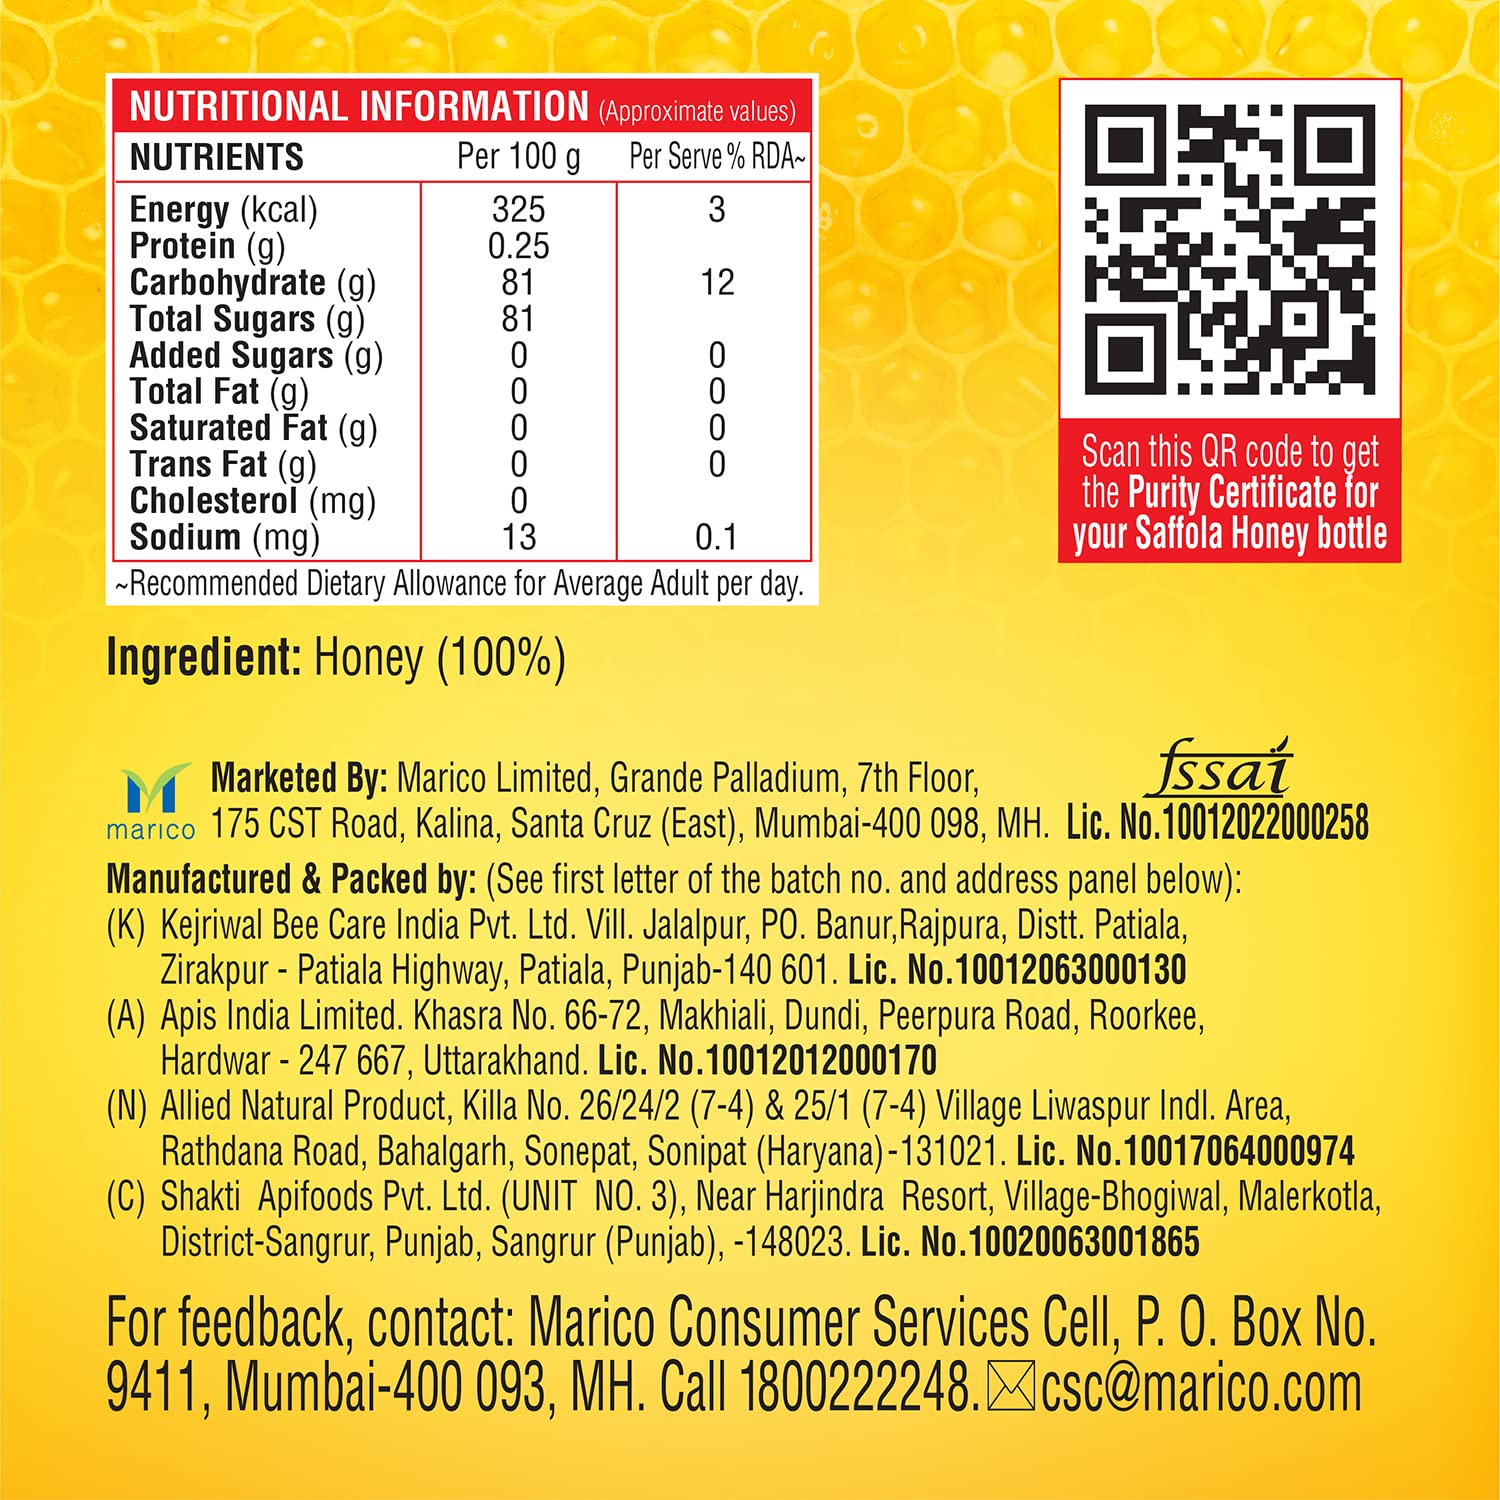 NUTRITIONAL INFORMATION (Approximate values)
NUTRIENTS Per 100 g Per Serve % RDA~
Energy (kcal) 325 3
Protein (g) 0.25
Carbohydrate (g) 81 12
Total Sugars (g) 81
Added Sugars (g) 0 0
Total Fat (g) 0 0
Saturated Fat (g) 0 0
Trans Fat (g) 0 0
Cholesterol (mg) 0
Sodium (mg) 13 0.1
~Recommended Dietary Allowance for Average Adult per day.
Scan this QR code to get
the Purity Certificate for
your Saffola Honey bottle
Ingredient: Honey (100%)
marico
Marketed By: Marico Limited, Grande Palladium, 7th Floor,
175 CST Road, Kalina, Santa Cruz (East), Mumbai-400 098, MH.
fssai
Lic. No.10012022000258
Manufactured & Packed by: (See first letter of the batch no. and address panel below):
(K) Kejriwal Bee Care India Pvt. Ltd. Vill. Jalalpur, PO. Banur,Rajpura, Distt. Patiala,
Zirakpur - Patiala Highway, Patiala, Punjab-140 601. Lic. No.10012063000130
(A) Apis India Limited. Khasra No. 66-72, Makhiali, Dundi, Peerpura Road, Roorkee,
Hardwar - 247 667, Uttarakhand. Lic. No.10012012000170
(N) Allied Natural Product, Killa No. 26/24/2 (7-4) & 25/1 (7-4) Village Liwaspur Indl. Area,
Rathdana Road, Bahalgarh, Sonepat, Sonipat (Haryana)-131021. Lic. No.10017064000974
(C) Shakti Apifoods Pvt. Ltd. (UNIT NO. 3), Near Harjindra Resort, Village-Bhogiwal, Malerkotla,
District-Sangrur, Punjab, Sangrur (Punjab), -148023. Lic. No.10020063001865
For feedback, contact: Marico Consumer Services Cell, P. O. Box No.
9411, Mumbai-400 093, MH. Call 1800222248. csc@marico.com